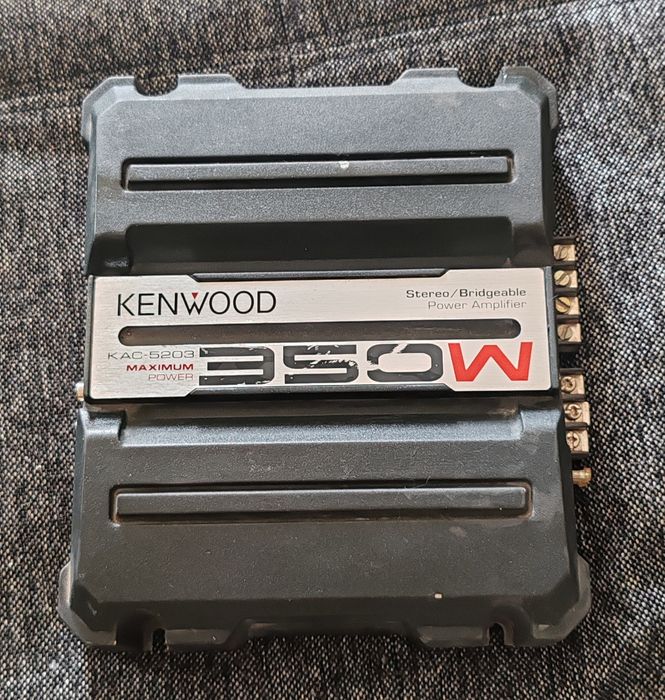 KENWOOD
Stereo/Bridgeable
Power Amplifier
KAC-5203
MAXIMUM
POWER
350W